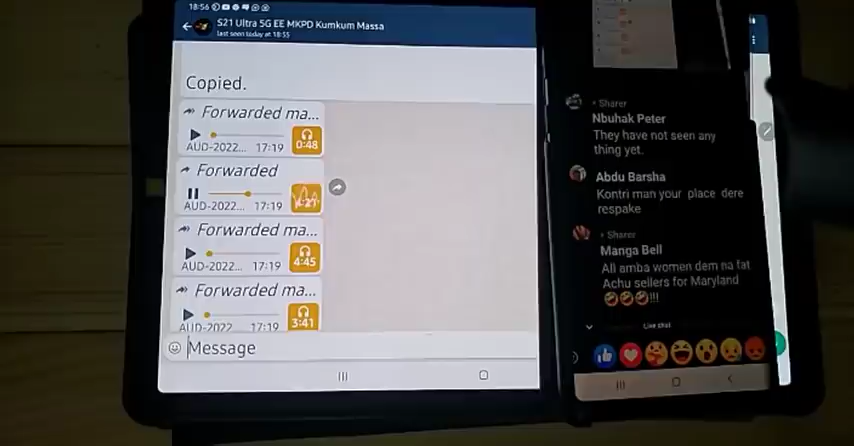 18:56
S21 Ultra 5G EE MKPD Kumkum Massa
last seen today at 18:55
Copied.
Forwarded ma...
0:48
AUD-2022... 17:19
Forwarded
AUD-2022... 17:19
Forwarded ma...
4:45
AUD-2022... 17:19
Forwarded ma...
3:41
AUD-2022 17:19
Message
Sharer
Nbuhak Peter
They have not seen any
thing yet.
Abdu Barsha
Kontri man your place dere
respake
Sharer
Manga Bell
All amba women dem na fat
Achu sellers for Maryland
🤣🤣🤣!!!
Live chat